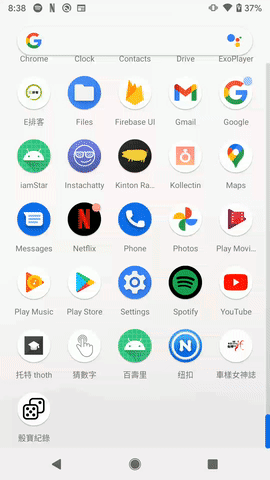 8:38 37%
Chrome Clock Contacts Drive ExoPlayer
E排客 Files Firebase UI Gmail Google
iamStar Instachatty Kinton Ra... Kollectin Maps
Messages Netflix Phone Photos Play Movi...
Play Music Play Store Settings Spotify YouTube
托特 thoth 猜數字 百壽里 纽扣 車樣女神誌
骰寶紀錄